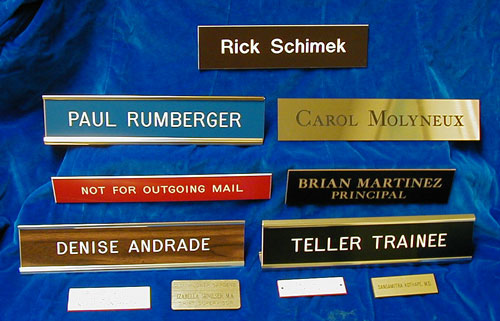 Rick Schimek
PAUL RUMBERGER
CAROL MOLYNEUX
NOT FOR OUTGOING MAIL
BRIAN MARTINEZ
PRINCIPAL
DENISE ANDRADE
TELLER TRAINEE